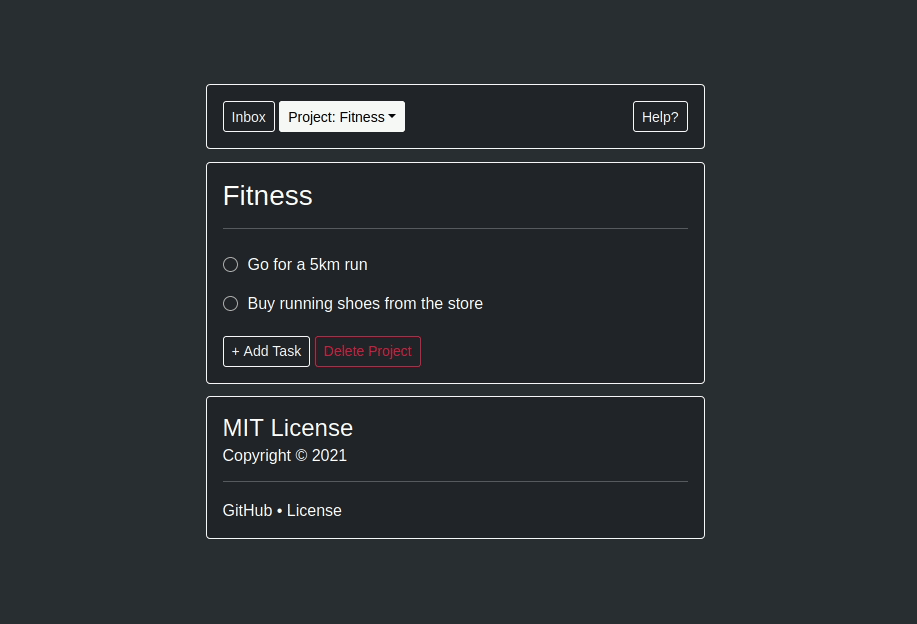 Inbox Project: Fitness Help?
Fitness
Go for a 5km run
Buy running shoes from the store
+ Add Task Delete Project
MIT License
Copyright © 2021
GitHub • License